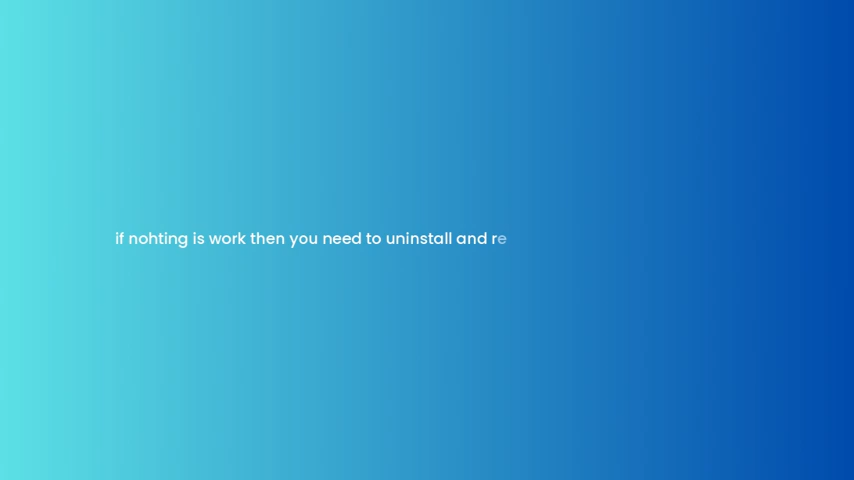 if nohting is work then you need to uninstall and re